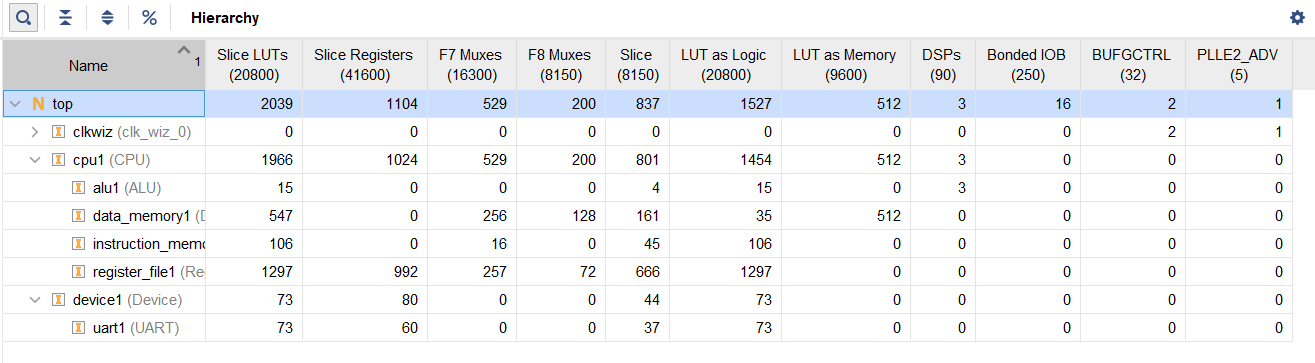 Hierarchy
Name 1 Slice LUTs (20800) Slice Registers (41600) F7 Muxes (16300) F8 Muxes (8150) Slice (8150) LUT as Logic (20800) LUT as Memory (9600) DSPs (90) Bonded IOB (250) BUFGCTRL (32) PLLE2_ADV (5)
N top 2039 1104 529 200 837 1527 512 3 16 2 1
I clkwiz (clk_wiz_0) 0 0 0 0 0 0 0 0 0 2 1
I cpu1 (CPU) 1966 1024 529 200 801 1454 512 3 0 0 0
I alu1 (ALU) 15 0 0 0 4 15 0 3 0 0 0
I data_memory1 (D 547 0 256 128 161 35 512 0 0 0 0
I instruction_memo 106 0 16 0 45 106 0 0 0 0 0
I register_file1 (Reg 1297 992 257 72 666 1297 0 0 0 0 0
I device1 (Device) 73 80 0 0 44 73 0 0 0 0 0
I uart1 (UART) 73 60 0 0 37 73 0 0 0 0 0